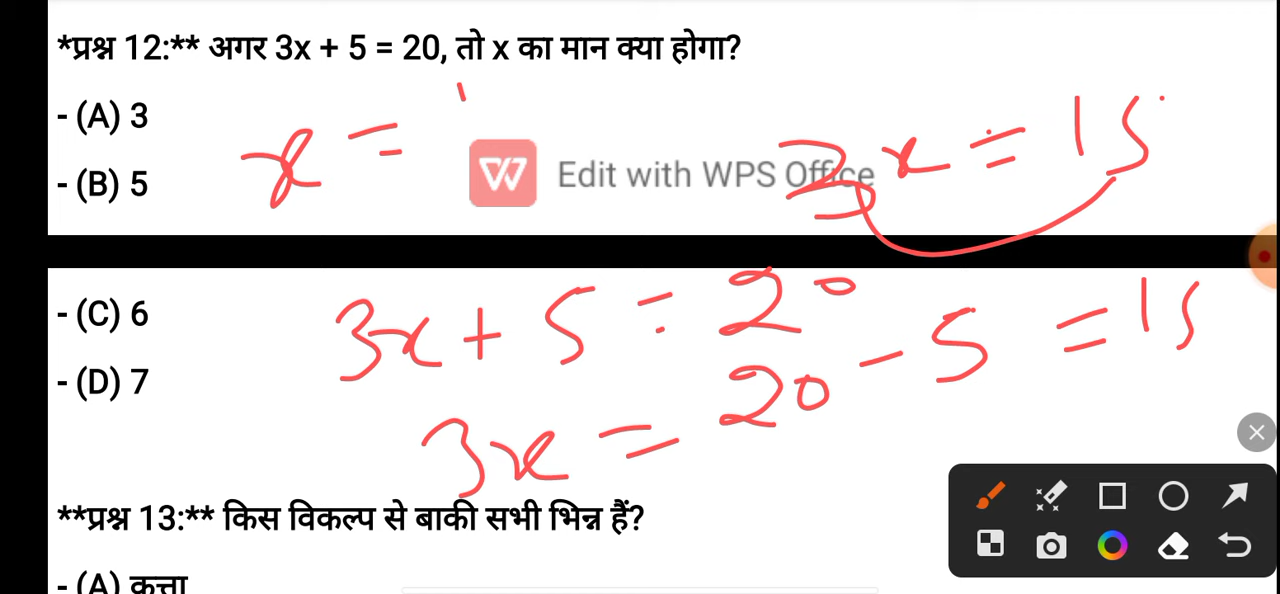 *प्रश्न 12:** अगर 3x + 5 = 20, तो x का मान क्या होगा?
- (A) 3
x =
3x = 15
- (B) 5
Edit with WPS Office
- (C) 6
3x + 5 = 20
- (D) 7
3x = 20 - 5 = 15
**प्रश्न 13:** किस विकल्प से बाकी सभी भिन्न हैं?
- (A) कुत्ता